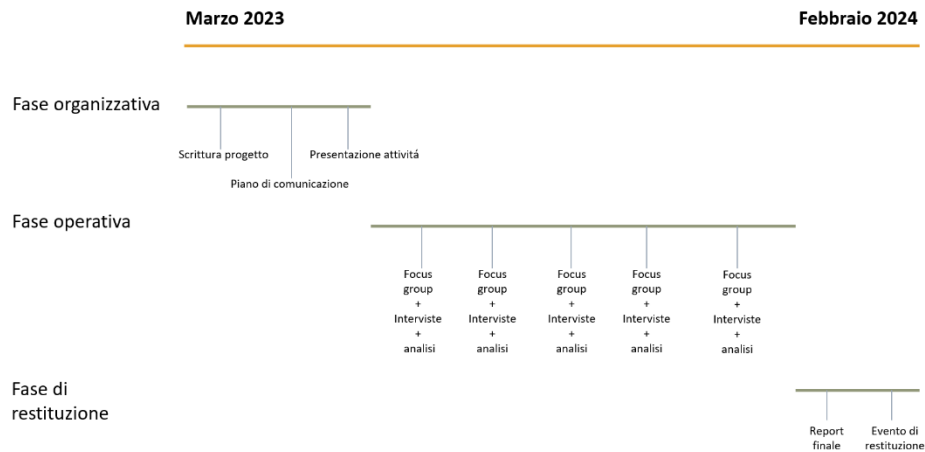 Marzo 2023
Febbraio 2024
Fase organizzativa
Scrittura progetto
Presentazione attivitá
Piano di comunicazione
Fase operativa
Focus
group
+
Interviste
+
analisi
Focus
group
+
Interviste
+
analisi
Focus
group
+
Interviste
+
analisi
Focus
group
+
Interviste
+
analisi
Focus
group
+
Interviste
+
analisi
Fase di
restituzione
Report
finale
Evento di
restituzione